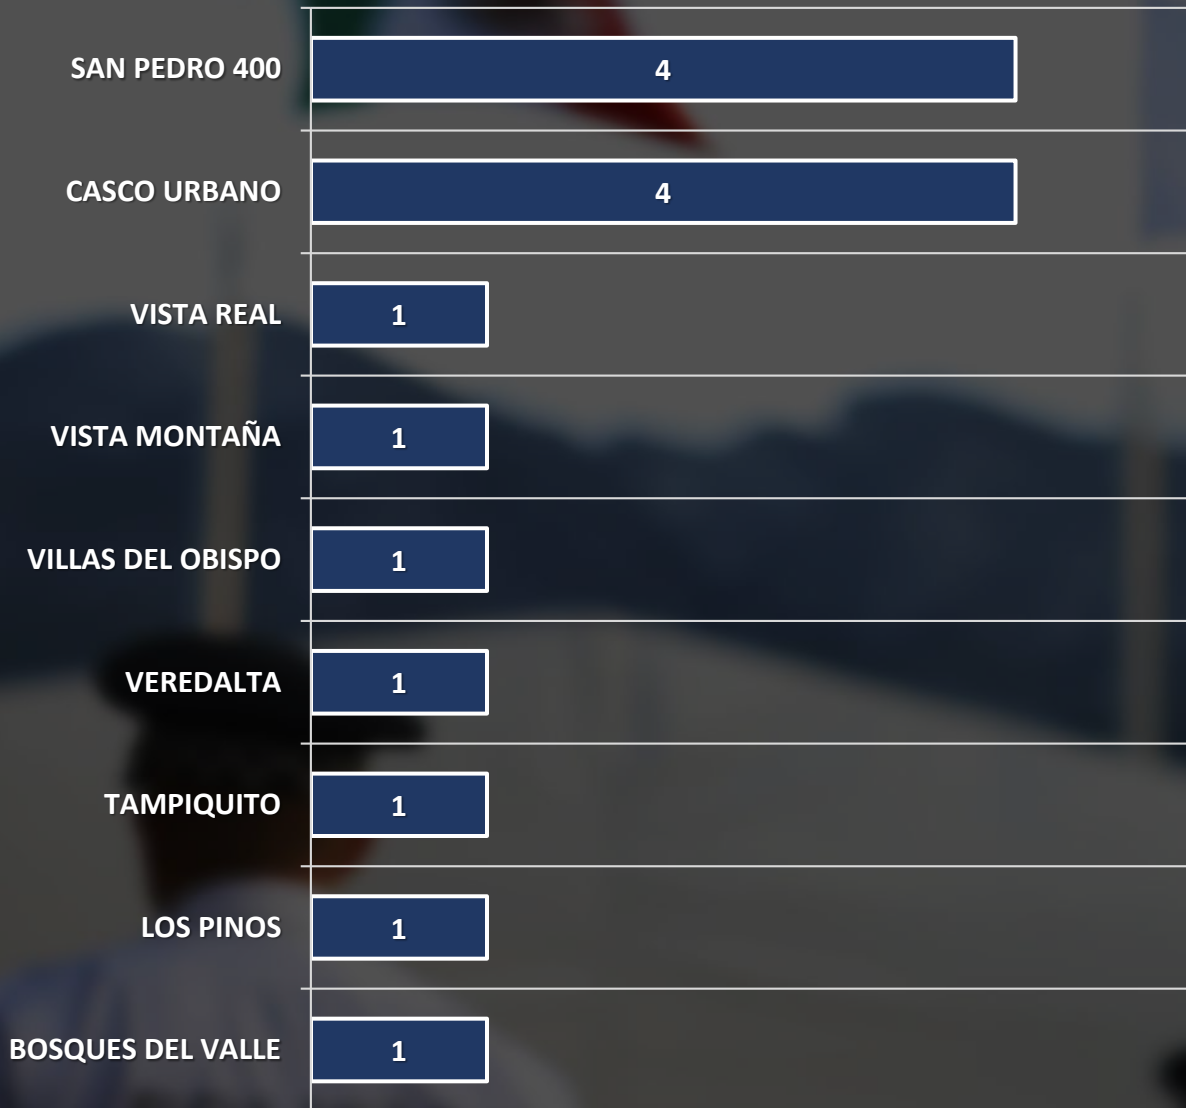 SAN PEDRO 400 4
CASCO URBANO 4
VISTA REAL 1
VISTA MONTAÑA 1
VILLAS DEL OBISPO 1
VEREDALTA 1
TAMPIQUITO 1
LOS PINOS 1
BOSQUES DEL VALLE 1